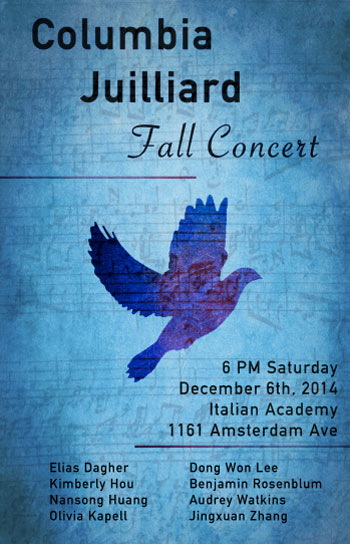 Columbia
Juilliard
Fall Concert
6 PM Saturday
December 6th, 2014
Italian Academy
1161 Amsterdam Ave
Elias Dagher
Kimberly Hou
Nansong Huang
Olivia Kapell
Dong Won Lee
Benjamin Rosenblum
Audrey Watkins
Jingxuan Zhang